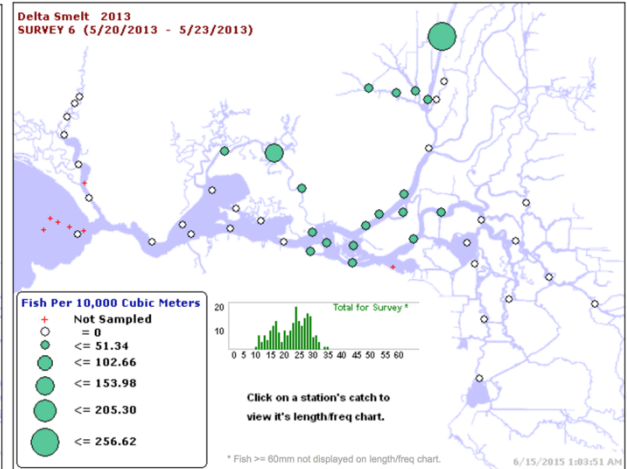 Delta Smelt 2013
SURVEY 6 (5/20/2013 - 5/23/2013)
Fish Per 10,000 Cubic Meters
Not Sampled
= 0
<= 51.34
<= 102.66
<= 153.98
<= 205.30
<= 256.62
Total for Survey *
20
10
0 5 10 15 20 25 30 35 40 45 50 55 60
Click on a station's catch to
view it's length/freq chart.
* Fish >= 60mm not displayed on length/freq chart.
6/15/2015 1:03:51 AM